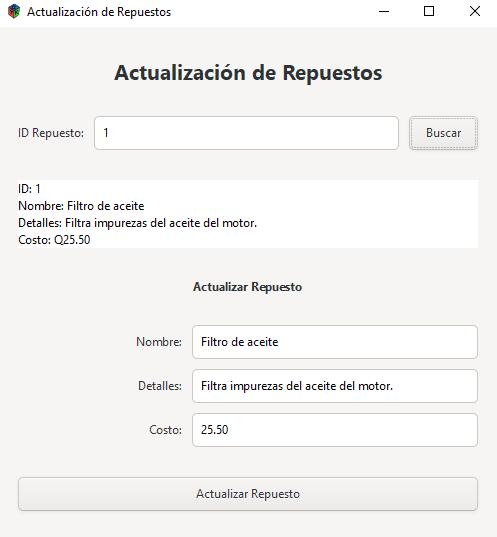 Actualización de Repuestos
Actualización de Repuestos
ID Repuesto: 1 Buscar
ID: 1
Nombre: Filtro de aceite
Detalles: Filtra impurezas del aceite del motor.
Costo: Q25.50
Actualizar Repuesto
Nombre: Filtro de aceite
Detalles: Filtra impurezas del aceite del motor.
Costo: 25.50
Actualizar Repuesto